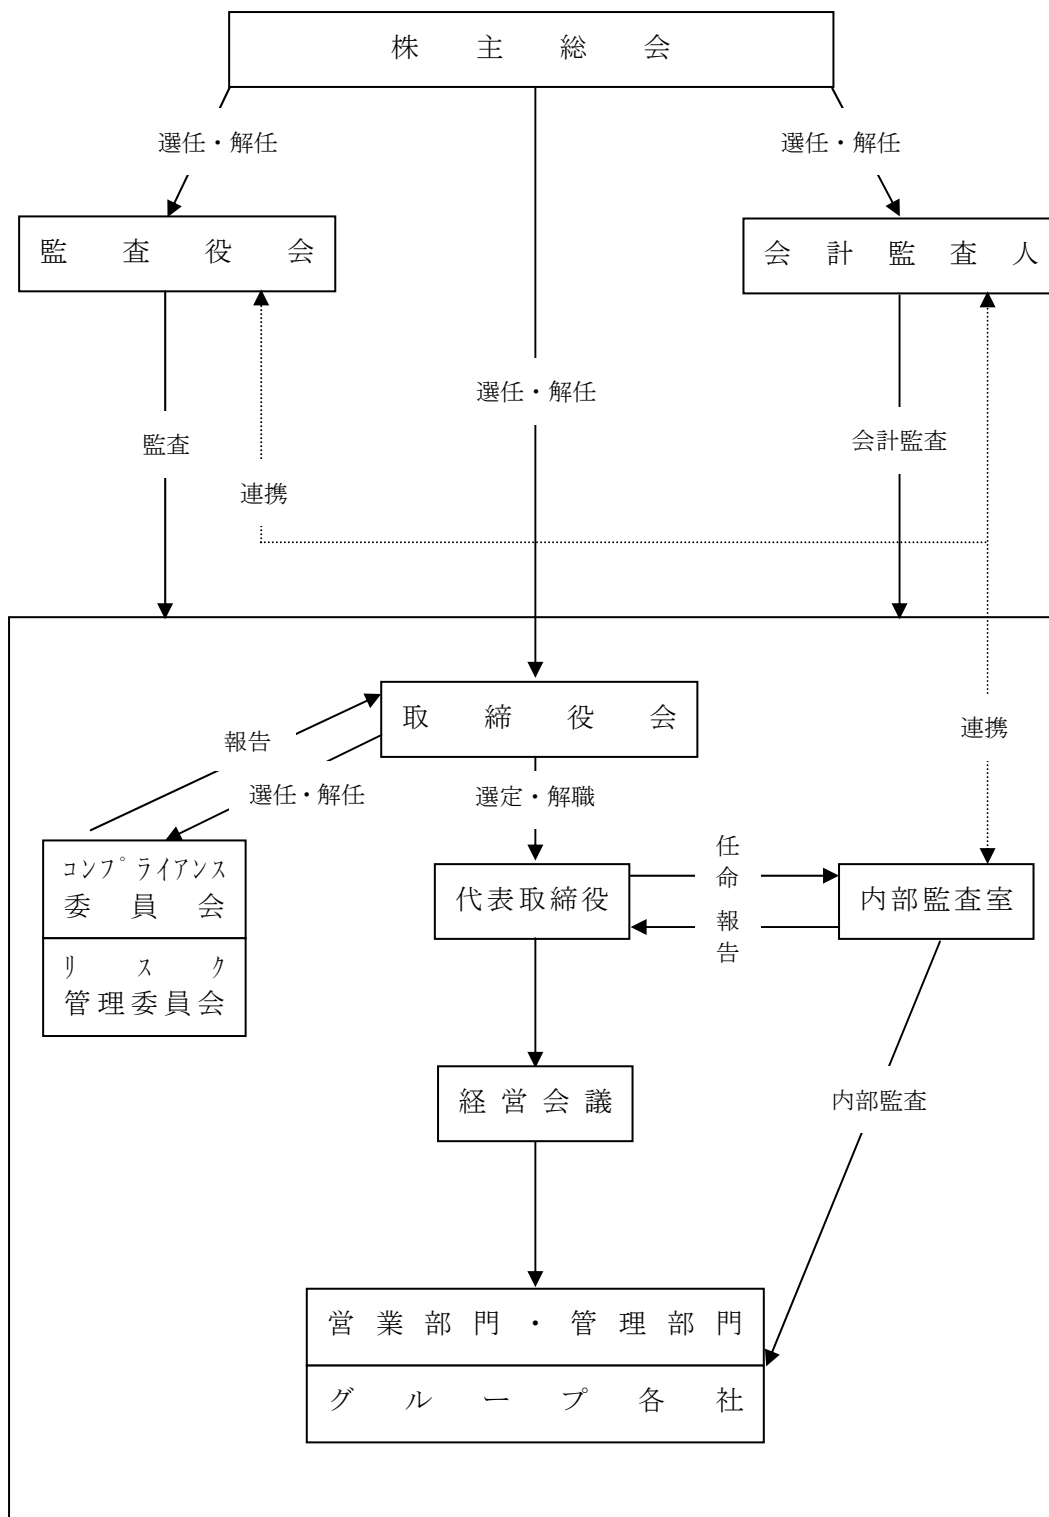 株主総会
選任・解任
選任・解任
監査役会
会計監査人
選任・解任
監査
会計監査
連携
取締役会
連携
報告
選任・解任
選定・解職
コンプライアンス
委員会
リスク
管理委員会
代表取締役
任命
報告
内部監査室
経営会議
内部監査
営業部門・管理部門
グループ各社